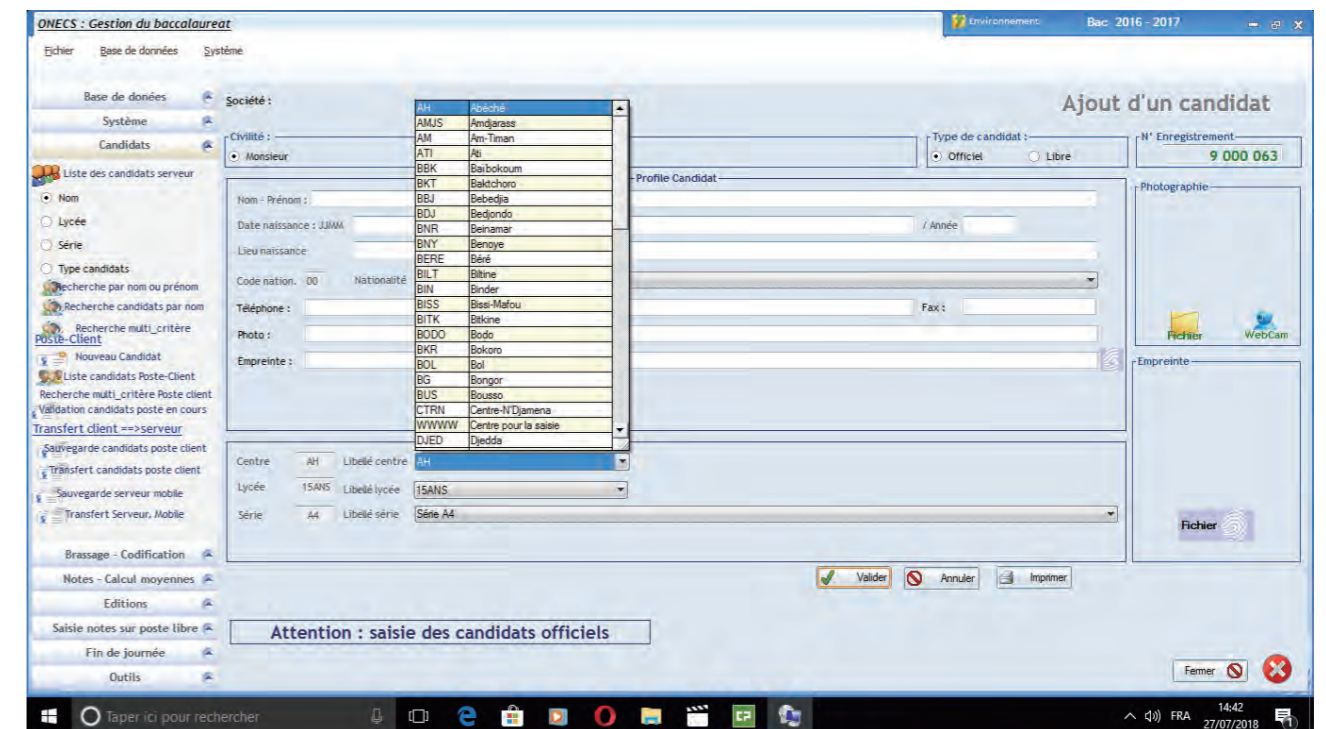 ONECS : Gestion du baccalaureat
Environnement:
Bac 2016 - 2017
Fichier Base de données Système
Base de donées
Système
Candidats
Liste des candidats serveur
Nom
Lycée
Série
Type candidats
Recherche par nom ou prénom
Recherche candidats par nom
Recherche multi_critère
Poste-Client
Nouveau Candidat
Liste candidats Poste-Client
Recherche multi_critère Poste client
Validation candidats poste en cours
Transfert client ==>serveur
Sauvegarde candidats poste client
Transfert candidats poste client
Sauvegarde serveur moblie
Transfert Serveur, Moblie
Brassage - Codification
Notes - Calcul moyennes
Editions
Saisie notes sur poste libre
Fin de journée
Outils
Société :
Ajout d'un candidat
Civilité :
Monsieur
Type de candidat :
Officiel Libre
N° Enregistrement
9 000 063
Profile Candidat
Nom - Prénom :
Date naissance : JJMM
/ Année
Lieu naissance
Code nation. 00 Nationalité
Téléphone :
Fax :
Photo :
Empreinte :
AH Abéché
AMJS Amdjarass
AM Am-Timan
ATI Ati
BBK Baibokoum
BKT Baktchoro
BBJ Bebedjia
BDJ Bedjondo
BNR Beinamar
BNY Benoye
BERE Béré
BILT Biltine
BIN Binder
BISS Bissi-Mafou
BITK Bitkine
BODO Bodo
BKR Bokoro
BOL Bol
BG Bongor
BUS Bousso
CTRN Centre-N'Djamena
WWWW Centre pour la saisie
DJED Djedda
Centre AH Libellé centre AH
Lycée 15ANS Libellé lycée 15ANS
Série A4 Libellé série Série A4
Photographie
Fichier WebCam
Empreinte
Fichier
Valider Annuler Imprimer
Attention : saisie des candidats officiels
Fermer
Taper ici pour rechercher
FRA
14:42
27/07/2018